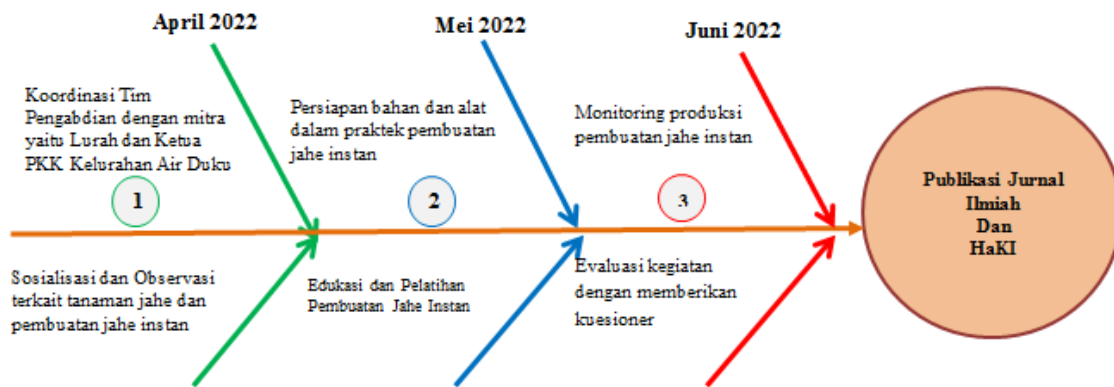 April 2022
Mei 2022
Juni 2022
Koordinasi Tim
Pengabdian dengan mitra
yaitu Lurah dan Ketua
PKK Kelurahan Air Duku
Persiapan bahan dan alat
dalam praktek pembuatan
jahe instan
Monitoring produksi
pembuatan jahe instan
1
2
3
Publikasi Jurnal
Ilmiah
Dan
HaKI
Sosialisasi dan Observasi
terkait tanaman jahe dan
pembuatan jahe instan
Edukasi dan Pelatihan
Pembuatan Jahe Instan
Evaluasi kegiatan
dengan memberikan
kuesioner